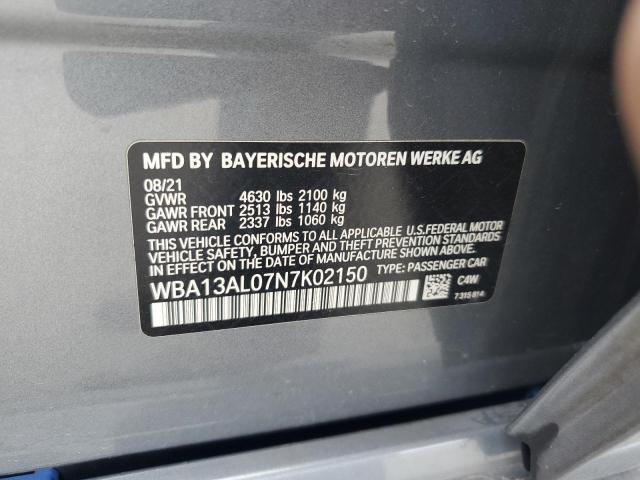 MFD BY BAYERISCHE MOTOREN WERKE AG
08/21
GVWR 4630 lbs 2100 kg
GAWR FRONT 2513 lbs 1140 kg
GAWR REAR 2337 lbs 1060 kg
THIS VEHICLE CONFORMS TO ALL APPLICABLE U.S.FEDERAL MOTOR
VEHICLE SAFETY, BUMPER AND THEFT PREVENTION STANDARDS
IN EFFECT ON THE DATE OF MANUFACTURE SHOWN ABOVE.
WBA13AL07N7K02150 TYPE: PASSENGER CAR
C4W
7315814